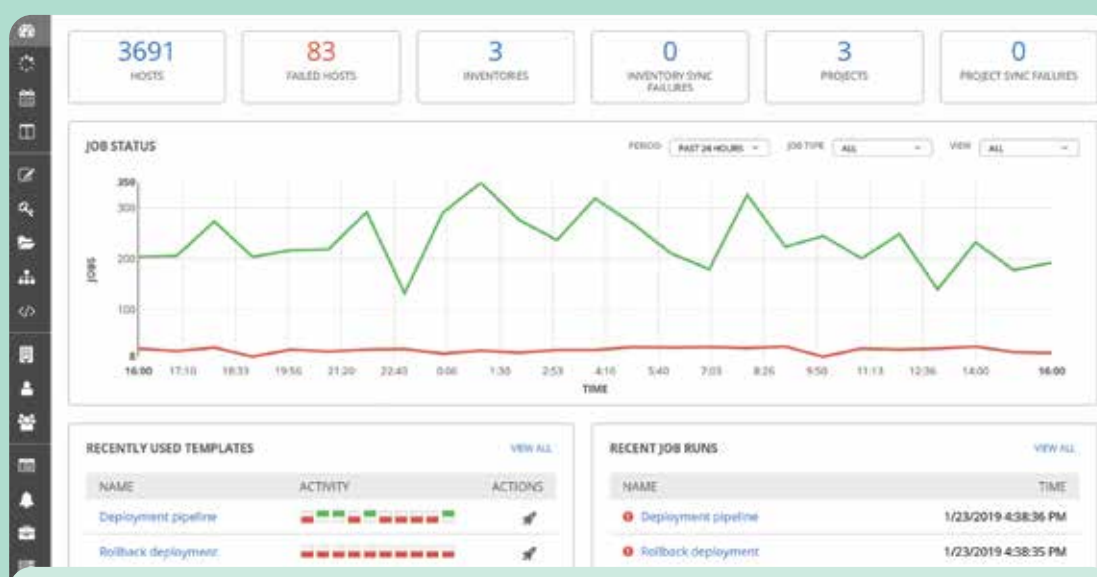 3691
HOSTS
83
FAILED HOSTS
3
INVENTORIES
0
INVENTORY SYNC
FAILURES
3
PROJECTS
0
PROJECT SYNC FAILURES
JOB STATUS
PERIOD PAST 24 HOURS JOB TYPE ALL VIEW ALL
350
300
200
100
JOBS
16:00 17:10 18:33 19:56 21:20 22:43 0:06 1:30 2:53 4:16 5:40 7:03 8:26 9:50 11:13 12:36 14:00 16:00
TIME
RECENTLY USED TEMPLATES VIEW ALL
NAME ACTIVITY ACTIONS
Deployment pipeline
Rollback deployment
RECENT JOB RUNS VIEW ALL
NAME TIME
Deployment pipeline 1/23/2019 4:38:36 PM
Rollback deployment 1/23/2019 4:38:35 PM